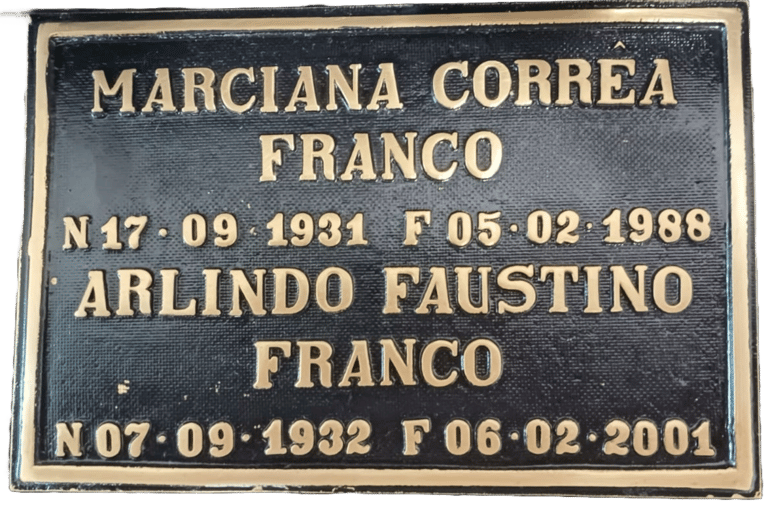 MARCIANA CORRÊA
FRANCO
N 17·09·1931 F 05·02·1988
ARLINDO FAUSTINO
FRANCO
N 07·09·1932 F 06·02·2001